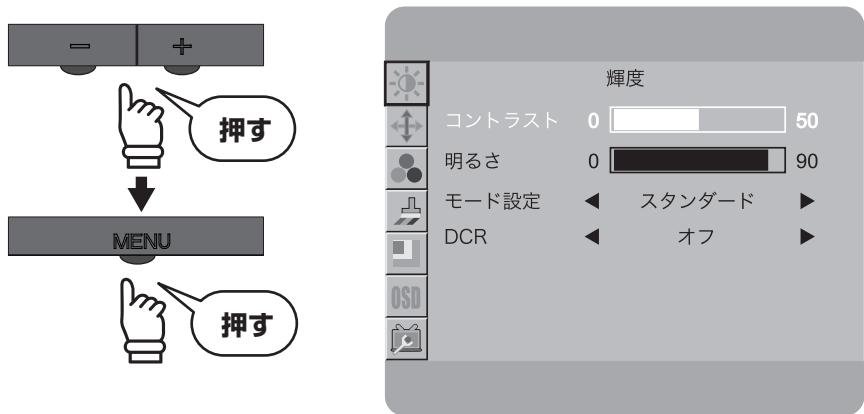 − +
押す
MENU
押す
輝度
コントラスト 0 50
明るさ 0 90
モード設定 ◀ スタンダード ▶
DCR ◀ オフ ▶
OSD